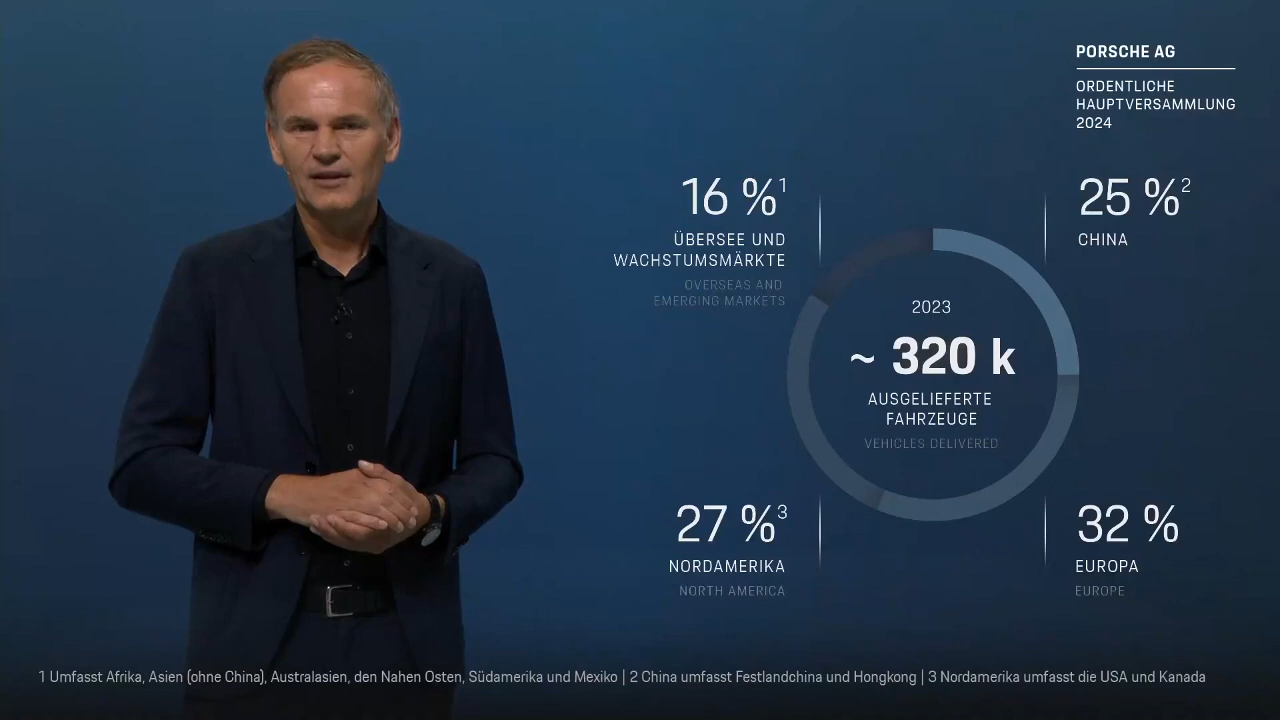 PORSCHE AG
ORDENTLICHE
HAUPTVERSAMMLUNG
2024
16 %1
ÜBERSEE UND
WACHSTUMSMÄRKTE
OVERSEAS AND
EMERGING MARKETS
25 %2
CHINA
2023
~ 320 k
AUSGELIEFERTE
FAHRZEUGE
VEHICLES DELIVERED
27 %3
NORDAMERIKA
NORTH AMERICA
32 %
EUROPA
EUROPE
1 Umfasst Afrika, Asien (ohne China), Australasien, den Nahen Osten, Südamerika und Mexiko | 2 China umfasst Festlandchina und Hongkong | 3 Nordamerika umfasst die USA und Kanada